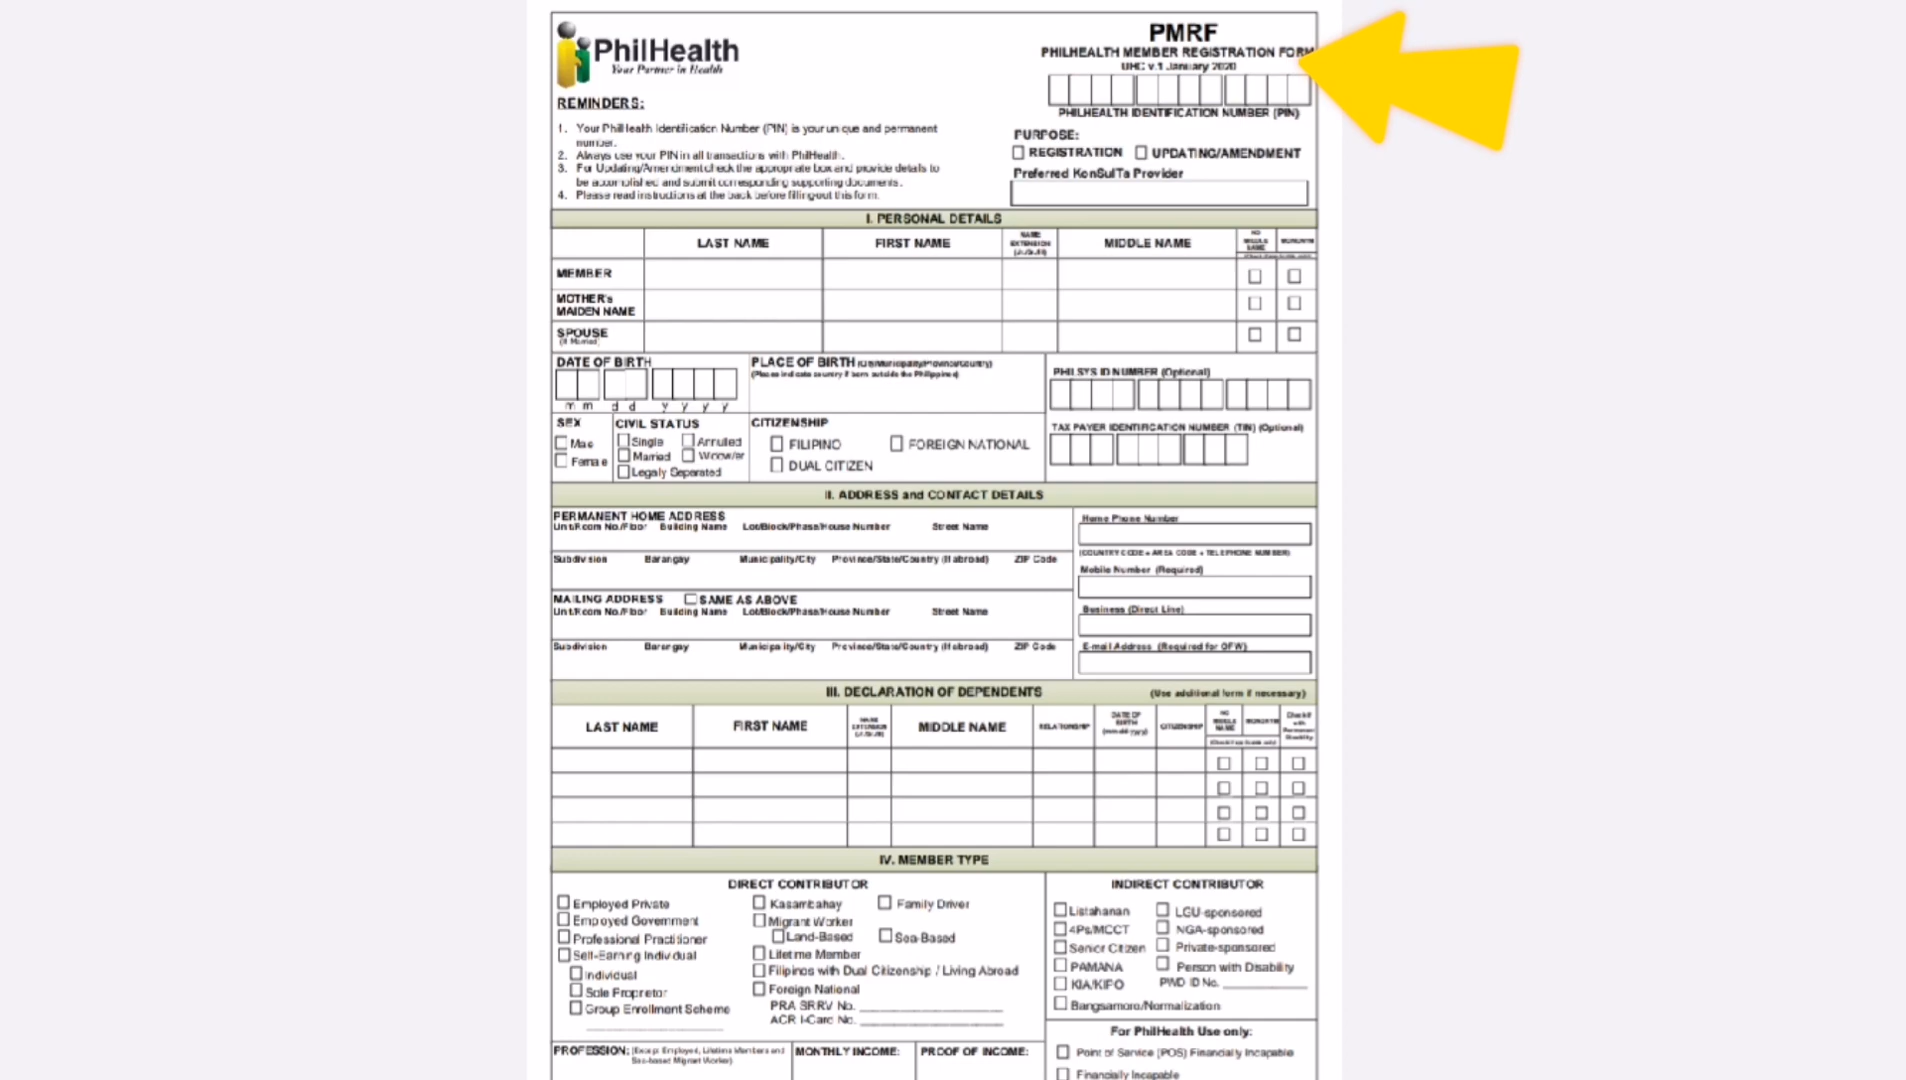 PhilHealth
Your Partner in Health
PMRF
PHILHEALTH MEMBER REGISTRATION FORM
UHC v.1 January 2020
PHILHEALTH IDENTIFICATION NUMBER (PIN)
REMINDERS:
1. Your PhilHealth Identification Number (PIN) is your unique and permanent
number.
2. Always use your PIN in all transactions with PhilHealth.
3. For Updating/Amendment check the appropriate box and provide details to
be accomplished and submit corresponding supporting documents.
4. Please read instructions at the back before filling-out this form.
PURPOSE:
REGISTRATION UPDATING/AMENDMENT
Preferred KonSulTa Provider
I. PERSONAL DETAILS
LAST NAME FIRST NAME NAME EXTENSION (Jr./Sr./III) MIDDLE NAME NO MIDDLE NAME MONONYM
MEMBER
MOTHER's
MAIDEN NAME
SPOUSE
(If Married)
DATE OF BIRTH
m m d d y y y y
PLACE OF BIRTH (City/Municipality/Province/Country)
(Please indicate country if born outside the Philippines)
PHILSYS ID NUMBER (Optional)
SEX
Male
Female
CIVIL STATUS
Single Annulled
Married Widow/er
Legally Separated
CITIZENSHIP
FILIPINO FOREIGN NATIONAL
DUAL CITIZEN
TAX PAYER IDENTIFICATION NUMBER (TIN) (Optional)
II. ADDRESS and CONTACT DETAILS
PERMANENT HOME ADDRESS
Unit/Room No./Floor Building Name Lot/Block/Phase/House Number Street Name
Subdivision Barangay Municipality/City Province/State/Country (If abroad) ZIP Code
MAILING ADDRESS SAME AS ABOVE
Unit/Room No./Floor Building Name Lot/Block/Phase/House Number Street Name
Subdivision Barangay Municipality/City Province/State/Country (If abroad) ZIP Code
Home Phone Number
(COUNTRY CODE + AREA CODE + TELEPHONE NUMBER)
Mobile Number (Required)
Business (Direct Line)
E-mail Address (Required for OFW)
III. DECLARATION OF DEPENDENTS (Use additional form if necessary)
LAST NAME FIRST NAME NAME EXTENSION (Jr./Sr./III) MIDDLE NAME RELATIONSHIP DATE OF BIRTH (mm-dd-yyyy) CITIZENSHIP NO MIDDLE NAME MONONYM Check if with Permanent Disability
IV. MEMBER TYPE
DIRECT CONTRIBUTOR
Employed Private
Employed Government
Professional Practitioner
Self-Earning Individual
Individual
Sole Proprietor
Group Enrollment Scheme
Kasambahay Family Driver
Migrant Worker
Land-Based Sea-Based
Lifetime Member
Filipinos with Dual Citizenship / Living Abroad
Foreign National
PRA SRRV No.
ACR I-Card No.
INDIRECT CONTRIBUTOR
Listahanan LGU-sponsored
4Ps/MCCT NGA-sponsored
Senior Citizen Private-sponsored
PAMANA Person with Disability
KIA/KIPO PWD ID No.
Bangsamoro/Normalization
PROFESSION: (Except Employed, Lifetime Members and
Sea-based Migrant Worker)
MONTHLY INCOME:
PROOF OF INCOME:
For PhilHealth Use only:
Point of Service (POS) Financially Incapable
Financially Incapable